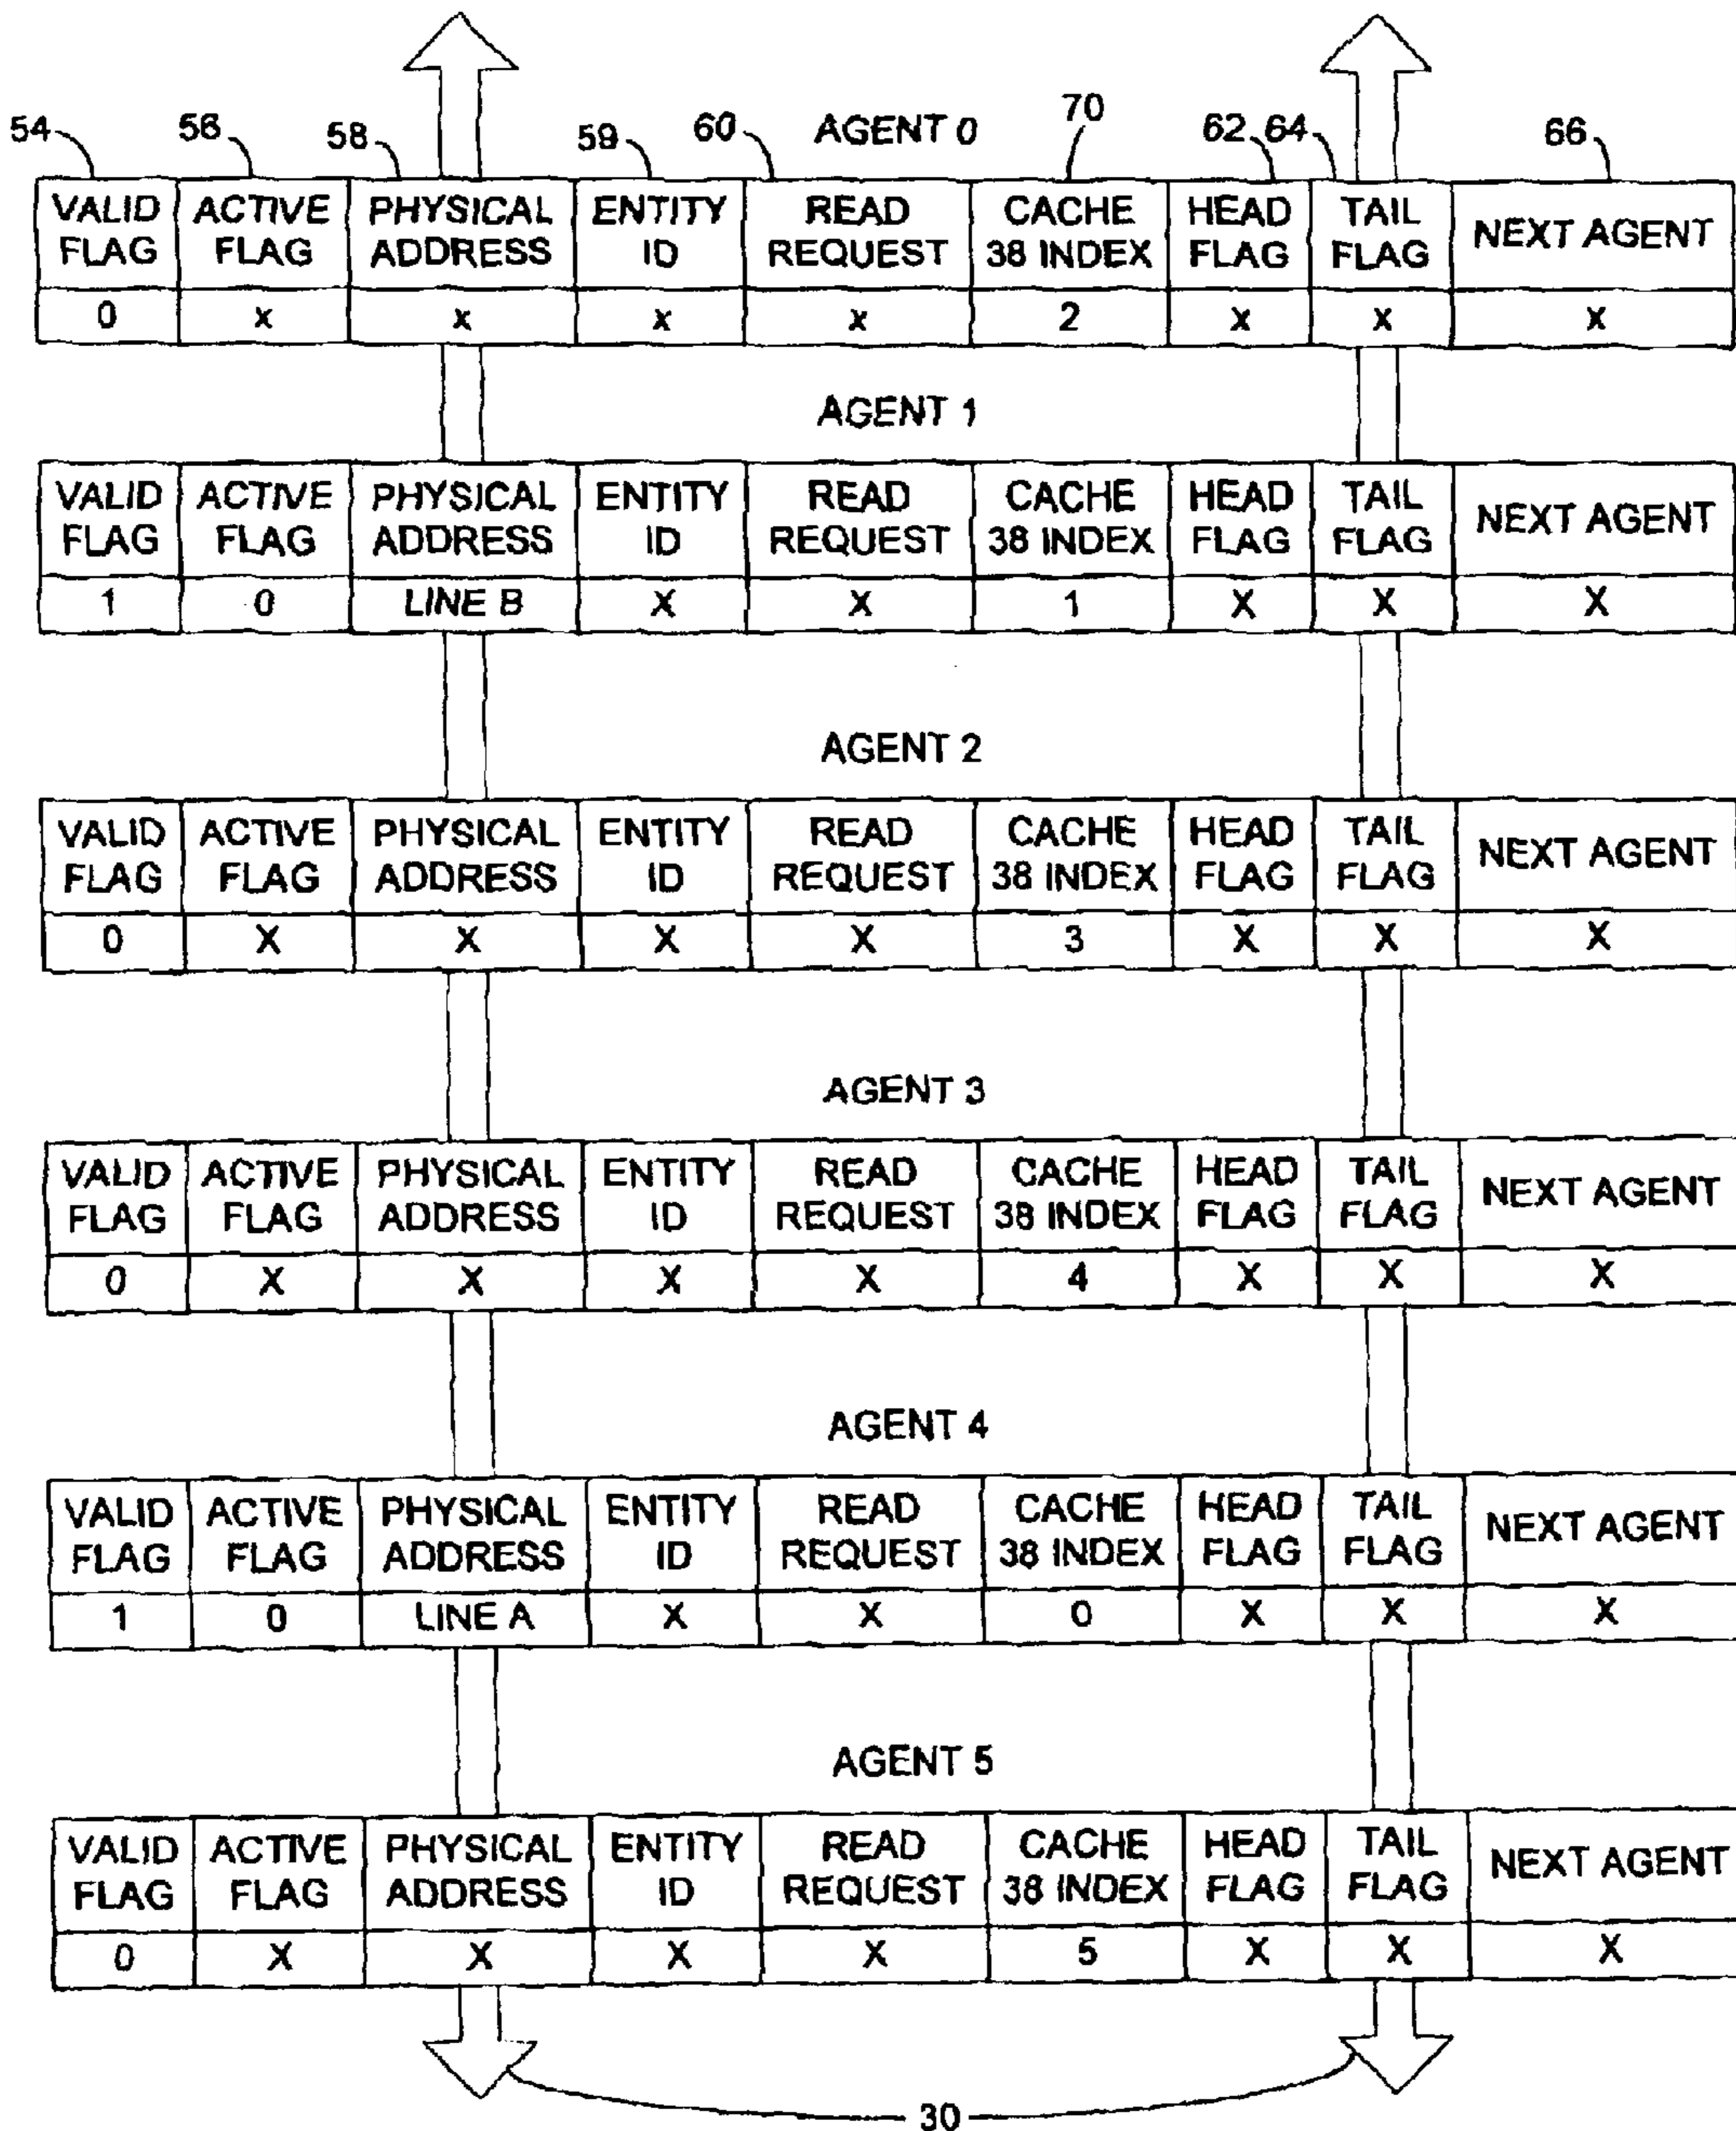 54 56 58 59 60 AGENT 0 70 62 64 66
VALID FLAG ACTIVE FLAG PHYSICAL ADDRESS ENTITY ID READ REQUEST CACHE 38 INDEX HEAD FLAG TAIL FLAG NEXT AGENT
0 x x x x 2 x x x
AGENT 1
VALID FLAG ACTIVE FLAG PHYSICAL ADDRESS ENTITY ID READ REQUEST CACHE 38 INDEX HEAD FLAG TAIL FLAG NEXT AGENT
1 0 LINE B X X 1 X X X
AGENT 2
VALID FLAG ACTIVE FLAG PHYSICAL ADDRESS ENTITY ID READ REQUEST CACHE 38 INDEX HEAD FLAG TAIL FLAG NEXT AGENT
0 X X X X 3 X X X
AGENT 3
VALID FLAG ACTIVE FLAG PHYSICAL ADDRESS ENTITY ID READ REQUEST CACHE 38 INDEX HEAD FLAG TAIL FLAG NEXT AGENT
0 X X X X 4 X X X
AGENT 4
VALID FLAG ACTIVE FLAG PHYSICAL ADDRESS ENTITY ID READ REQUEST CACHE 38 INDEX HEAD FLAG TAIL FLAG NEXT AGENT
1 0 LINE A X X 0 X X X
AGENT 5
VALID FLAG ACTIVE FLAG PHYSICAL ADDRESS ENTITY ID READ REQUEST CACHE 38 INDEX HEAD FLAG TAIL FLAG NEXT AGENT
0 X X X X 5 X X X
30